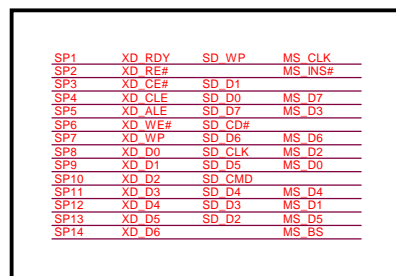 SP1 XD_RDY SD_WP MS_CLK
SP2 XD_RE# MS_INS#
SP3 XD_CE# SD_D1
SP4 XD_CLE SD_D0 MS_D7
SP5 XD_ALE SD_D7 MS_D3
SP6 XD_WE# SD_CD#
SP7 XD_WP SD_D6 MS_D6
SP8 XD_D0 SD_CLK MS_D2
SP9 XD_D1 SD_D5 MS_D0
SP10 XD_D2 SD_CMD
SP11 XD_D3 SD_D4 MS_D4
SP12 XD_D4 SD_D3 MS_D1
SP13 XD_D5 SD_D2 MS_D5
SP14 XD_D6 MS_BS